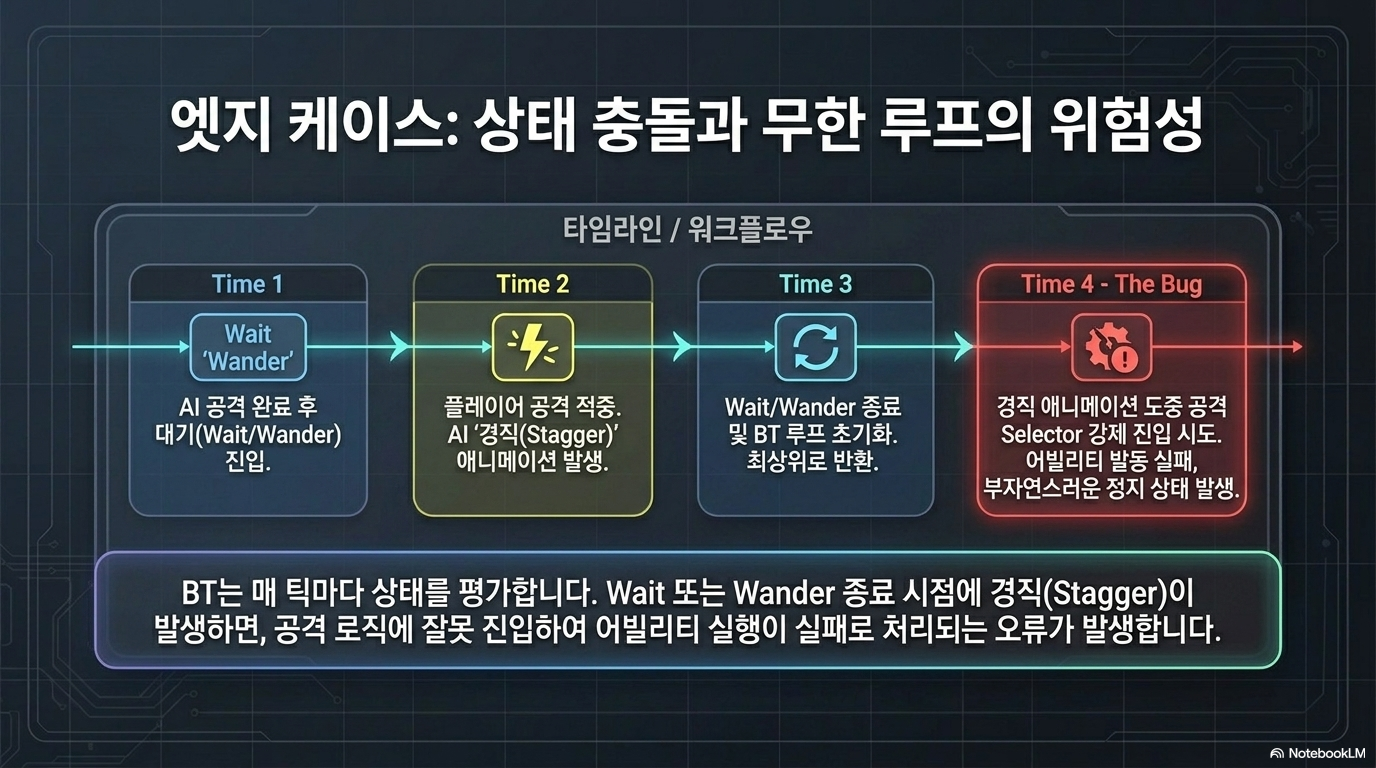 엣지 케이스: 상태 충돌과 무한 루프의 위험성
타임라인 / 워크플로우
Time 1
Wait
‘Wander’
AI 공격 완료 후
대기(Wait/Wander)
진입.
Time 2
플레이어 공격 적중.
AI ‘경직(Stagger)’
애니메이션 발생.
Time 3
Wait/Wander 종료
및 BT 루프 초기화.
최상위로 반환.
Time 4 - The Bug
경직 애니메이션 도중 공격
Selector 강제 진입 시도.
어빌리티 발동 실패,
부자연스러운 정지 상태 발생.
BT는 매 틱마다 상태를 평가합니다. Wait 또는 Wander 종료 시점에 경직(Stagger)이
발생하면, 공격 로직에 잘못 진입하여 어빌리티 실행이 실패로 처리되는 오류가 발생합니다.
NotebookLM